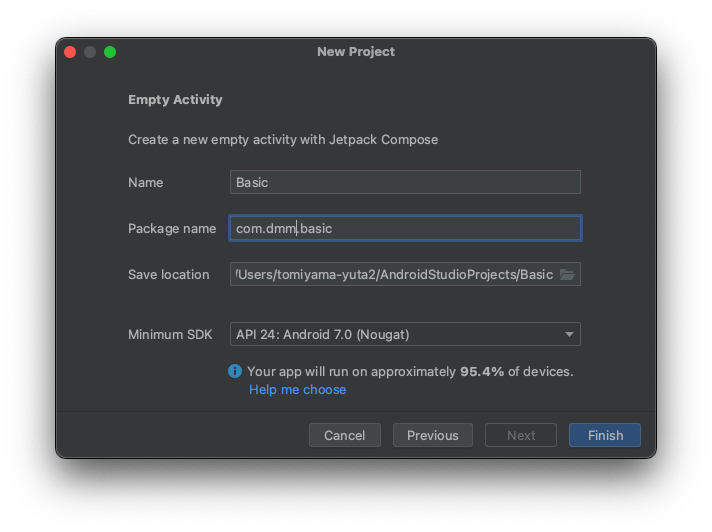 New Project
Empty Activity
Create a new empty activity with Jetpack Compose
Name Basic
Package name com.dmm.basic
Save location /Users/tomiyama-yuta2/AndroidStudioProjects/Basic
Minimum SDK API 24: Android 7.0 (Nougat)
Your app will run on approximately 95.4% of devices.
Help me choose
Cancel Previous Next Finish